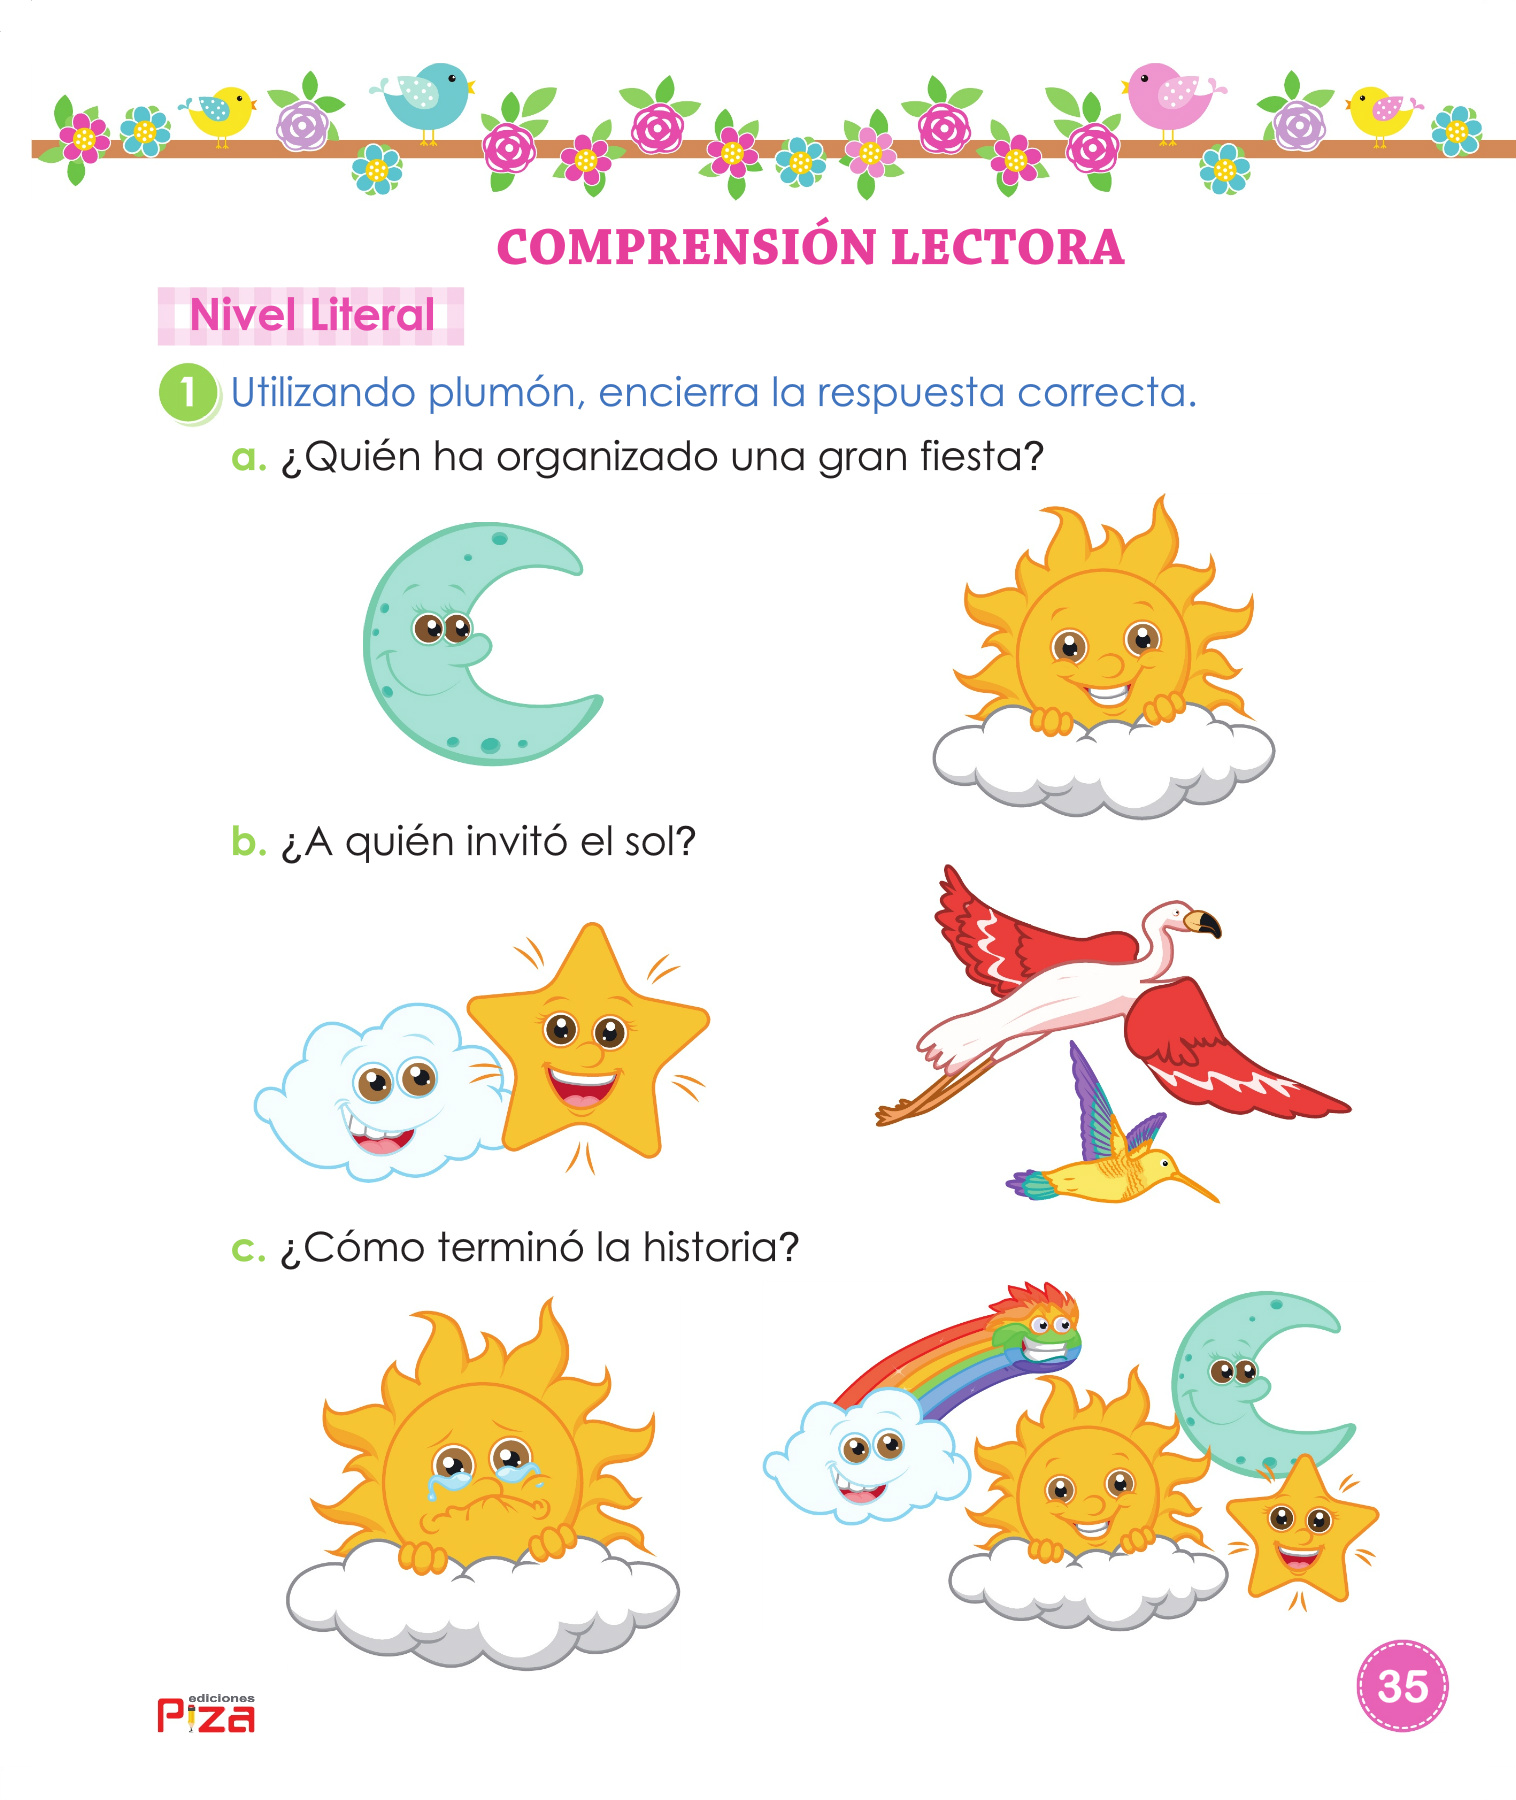 COMPRENSIÓN LECTORA
Nivel Literal
1 Utilizando plumón, encierra la respuesta correcta.
a. ¿Quién ha organizado una gran fiesta?
b. ¿A quién invitó el sol?
c. ¿Cómo terminó la historia?
ediciones
Piza
35